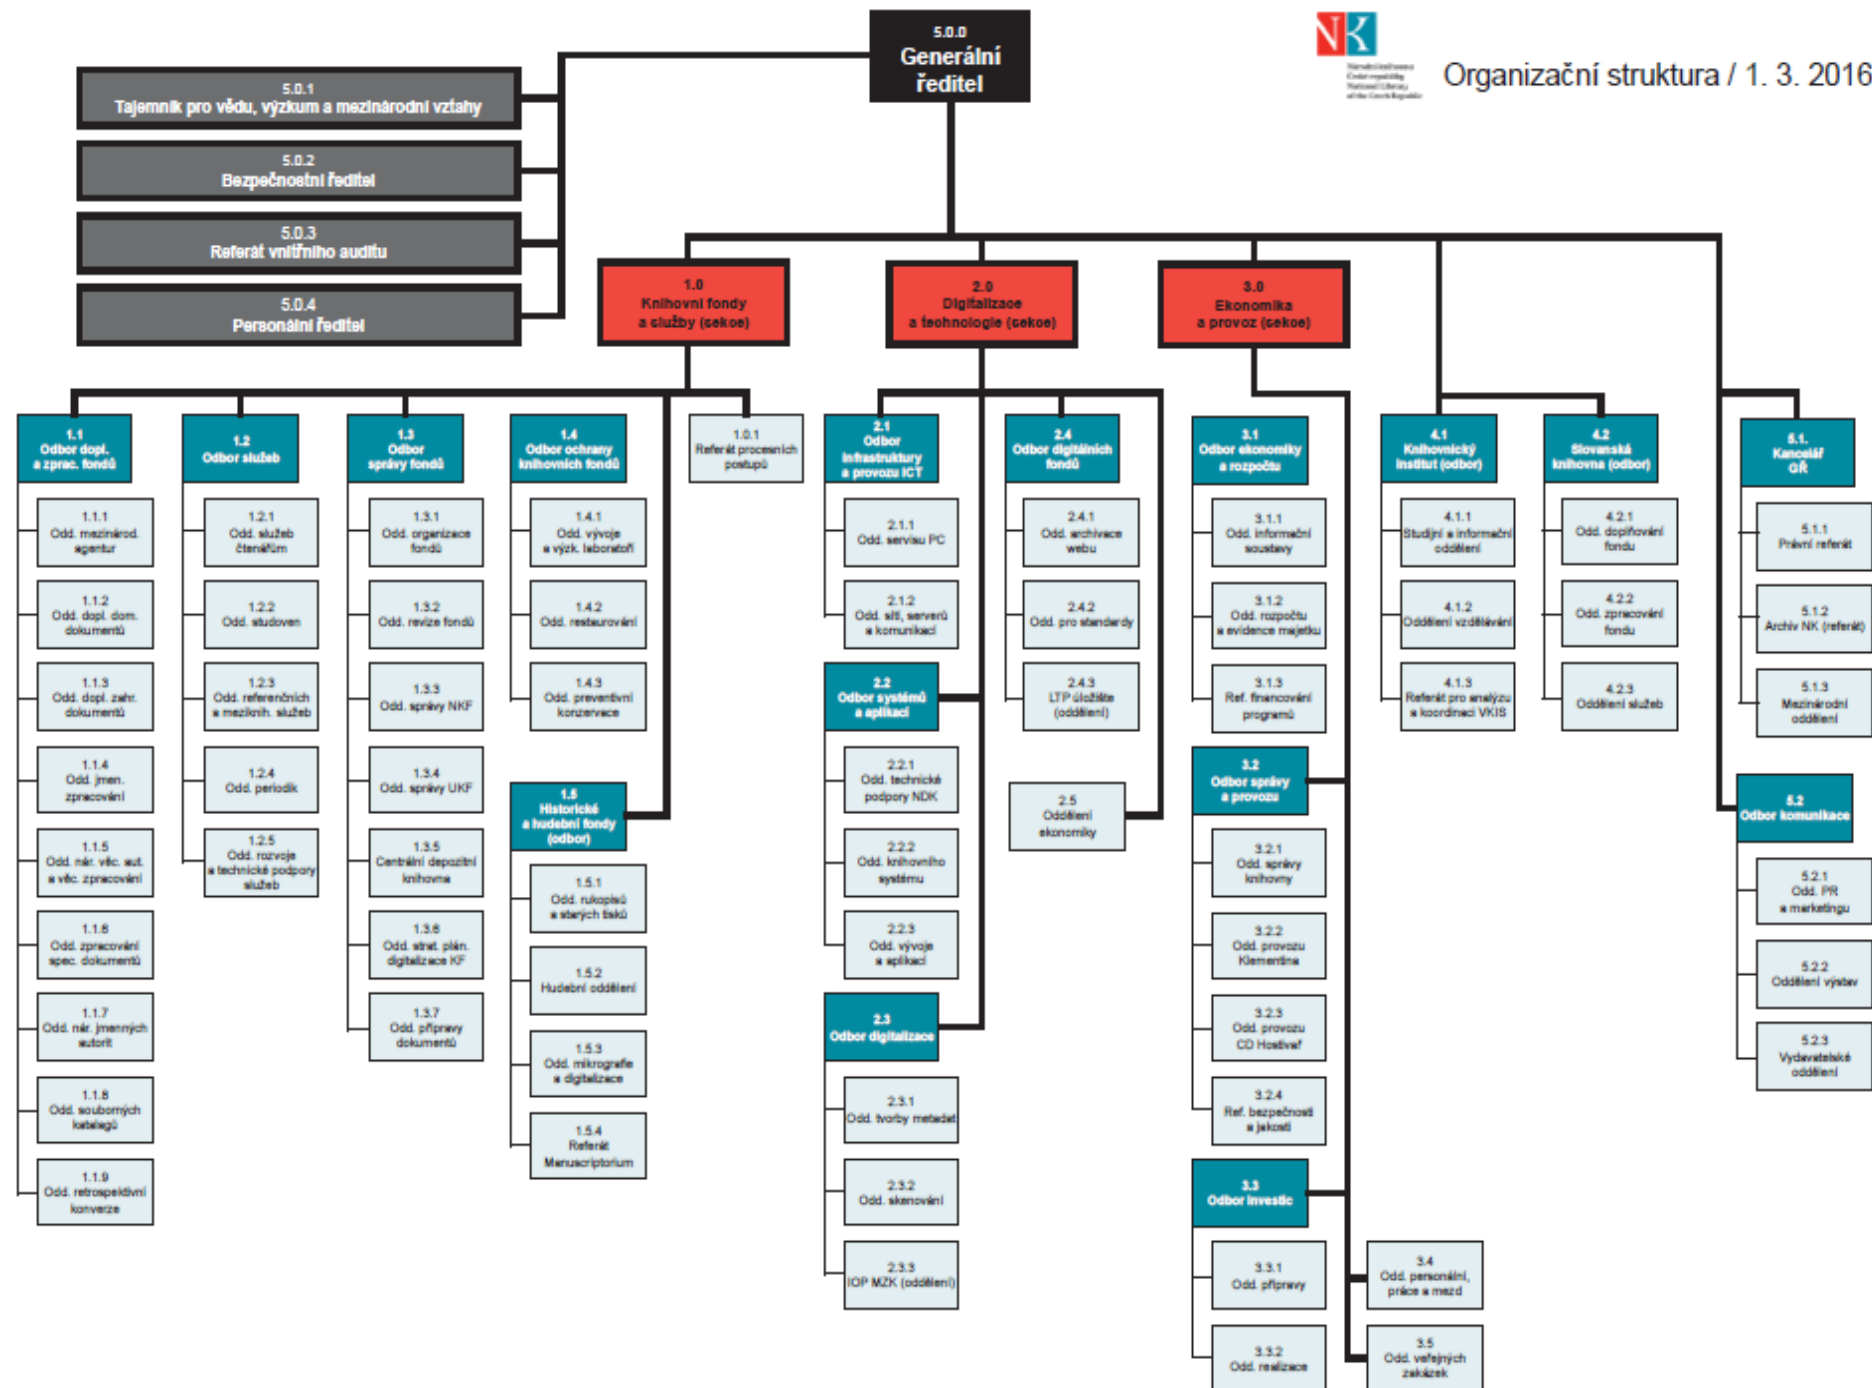 5.0.0
Generální
ředitel
NK
Národní knihovna
České republiky
National Library
of the Czech Republic
Organizační struktura / 1. 3. 2016
5.0.1
Tajemník pro vědu, výzkum a mezinárodní vztahy
5.0.2
Bezpečnostní ředitel
5.0.3
Referát vnitřního auditu
5.0.4
Personální ředitel
1.0
Knihovní fondy
a služby (sekce)
2.0
Digitalizace
a technologie (sekce)
3.0
Ekonomika
a provoz (sekce)
1.1
Odbor dopl.
a zprac. fondů
1.1.1
Odd. mezinárod.
agentur
1.1.2
Odd. dopl. dom.
dokumentů
1.1.3
Odd. dopl. zahr.
dokumentů
1.1.4
Odd. jmen.
zpracování
1.1.5
Odd. nár. věc. aut.
a věc. zpracování
1.1.6
Odd. zpracování
spec. dokumentů
1.1.7
Odd. nár. jmenných
autorit
1.1.8
Odd. souborných
katalogů
1.1.9
Odd. retrospektivní
konverze
1.2
Odbor služeb
1.2.1
Odd. služeb
čtenářům
1.2.2
Odd. studoven
1.2.3
Odd. referenčních
a meziknih. služeb
1.2.4
Odd. periodik
1.2.5
Odd. rozvoje
a technické podpory
služeb
1.3
Odbor
správy fondů
1.3.1
Odd. organizace
fondů
1.3.2
Odd. revize fondů
1.3.3
Odd. správy NKF
1.3.4
Odd. správy UKF
1.3.5
Centrální depozitní
knihovna
1.3.6
Odd. strat. plán.
digitalizace KF
1.3.7
Odd. přípravy
dokumentů
1.4
Odbor ochrany
knihovních fondů
1.4.1
Odd. vývoje
a výzk. laboratoří
1.4.2
Odd. restaurování
1.4.3
Odd. preventivní
konzervace
1.5
Historické
a hudební fondy
(odbor)
1.5.1
Odd. rukopisů
a starých tisků
1.5.2
Hudební oddělení
1.5.3
Odd. mikrografie
a digitalizace
1.5.4
Referát
Manuscriptorium
1.0.1
Referát procesních
postupů
2.1
Odbor
infrastruktury
a provozu ICT
2.1.1
Odd. servisu PC
2.1.2
Odd. sítí, serverů
a komunikací
2.2
Odbor systémů
a aplikací
2.2.1
Odd. technické
podpory NDK
2.2.2
Odd. knihovního
systému
2.2.3
Odd. vývoje
a aplikací
2.3
Odbor digitalizace
2.3.1
Odd. tvorby metadat
2.3.2
Odd. skenování
2.3.3
IOP MZK (oddělení)
2.4
Odbor digitálních
fondů
2.4.1
Odd. archivace
webu
2.4.2
Odd. pro standardy
2.4.3
LTP úložiště
(oddělení)
2.5
Oddělení
ekonomiky
3.1
Odbor ekonomiky
a rozpočtu
3.1.1
Odd. informační
soustavy
3.1.2
Odd. rozpočtu
a evidence majetku
3.1.3
Ref. financování
programů
3.2
Odbor správy
a provozu
3.2.1
Odd. správy
knihovny
3.2.2
Odd. provozu
Klementina
3.2.3
Odd. provozu
CD Hostivař
3.2.4
Ref. bezpečnosti
a jakosti
3.3
Odbor investic
3.3.1
Odd. přípravy
3.3.2
Odd. realizace
3.4
Odd. personální,
práce a mezd
3.5
Odd. veřejných
zakázek
4.1
Knihovnický
institut (odbor)
4.1.1
Studijní a informační
oddělení
4.1.2
Oddělení vzdělávání
4.1.3
Referát pro analýzu
a koordinaci VKIS
4.2
Slovanská
knihovna (odbor)
4.2.1
Odd. doplňování
fondu
4.2.2
Odd. zpracování
fondu
4.2.3
Oddělení služeb
5.1.
Kancelář
GŘ
5.1.1
Právní referát
5.1.2
Archiv NK (referát)
5.1.3
Mezinárodní
oddělení
5.2
Odbor komunikace
5.2.1
Odd. PR
a marketingu
5.2.2
Oddělení výstav
5.2.3
Vydavatelské
oddělení